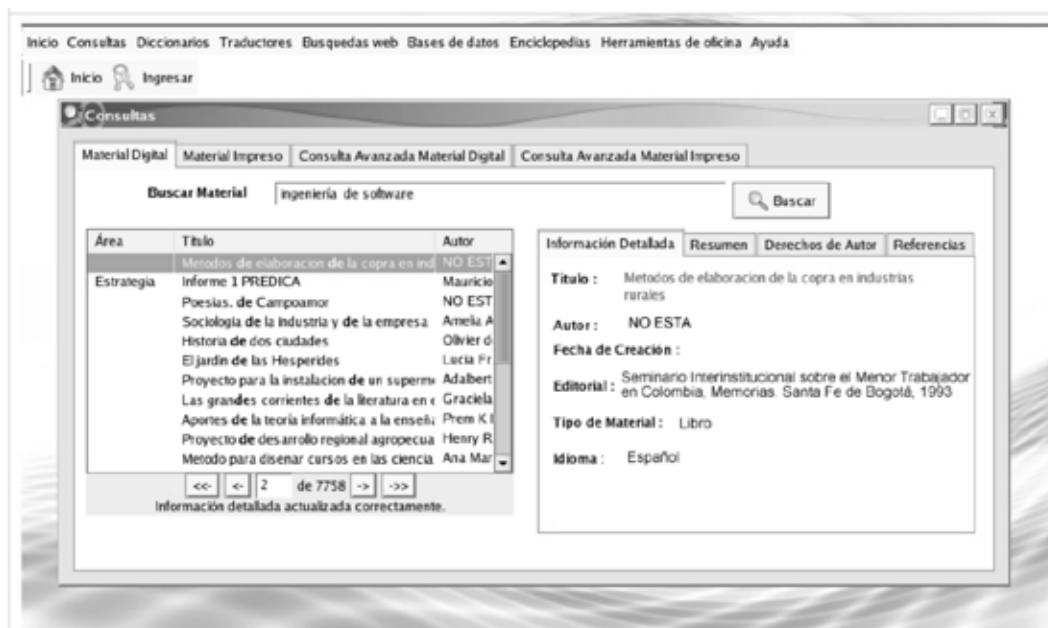 Inicio Consultas Diccionarios Traductores Busquedas web Bases de datos Enciclopedias Herramientas de oficina Ayuda
Inicio Ingresar
Consultas
Material Digital Material Impreso Consulta Avanzada Material Digital Consulta Avanzada Material Impreso
Buscar Material ingeniería de software Buscar
Área Título Autor
Metodos de elaboracion de la copra en ind NO EST
Estrategia Informe 1 PREDICA Mauricio
Poesias. de Campoamor NO EST
Sociologia de la industria y de la empresa Amelia A
Historia de dos ciudades Olivier d
El jardin de las Hesperides Lucia Fr
Proyecto para la instalacion de un superme Adalbert
Las grandes corrientes de la literatura en e Graciela
Aportes de la teoría informática a la enseña Prem K
Proyecto de desarrollo regional agropecua Henry R
Metodo para disenar cursos en las ciencia Ana Mar
<<- <- 2 de 7758 -> ->>
Información detallada actualizada correctamente.
Información Detallada Resumen Derechos de Autor Referencias
Título : Metodos de elaboracion de la copra en industrias
rurales
Autor : NO ESTA
Fecha de Creación :
Editorial : Seminario Interinstitucional sobre el Menor Trabajador
en Colombia, Memorias. Santa Fe de Bogotá, 1993
Tipo de Material : Libro
Idioma : Español